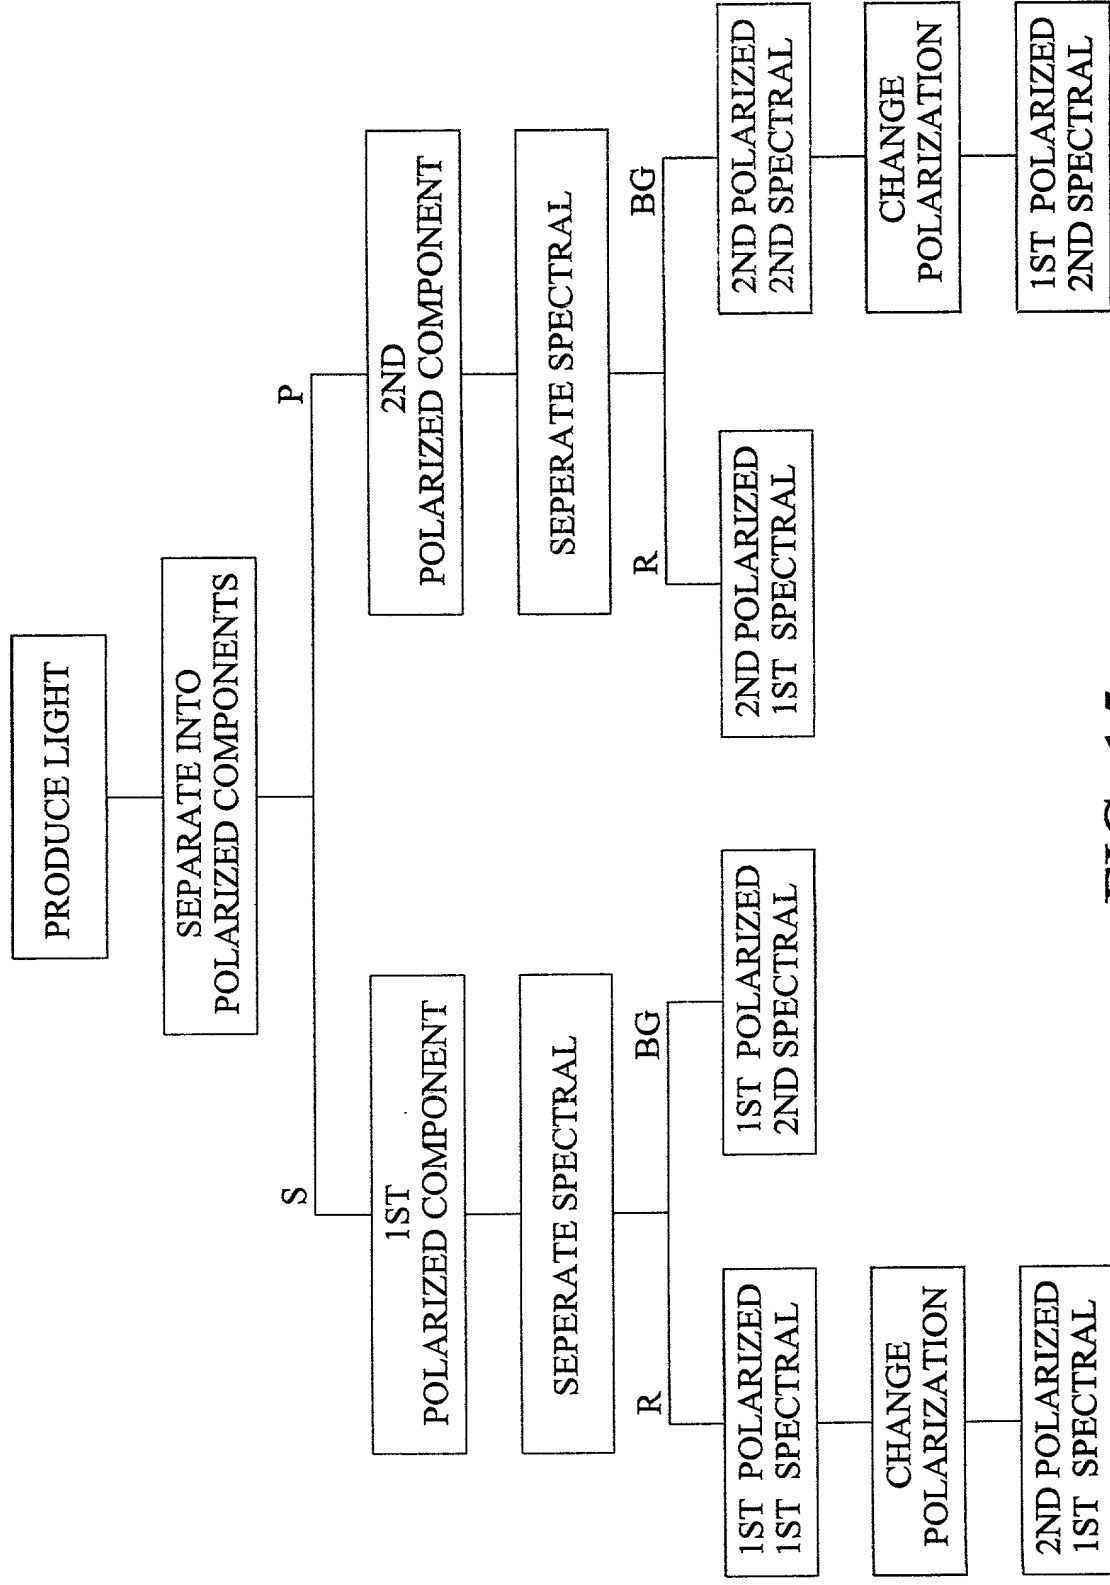 PRODUCE LIGHT
SEPARATE INTO
POLARIZED COMPONENTS
S
P
1ST
POLARIZED COMPONENT
2ND
POLARIZED COMPONENT
SEPERATE SPECTRAL
SEPERATE SPECTRAL
R
BG
R
BG
1ST POLARIZED
1ST SPECTRAL
1ST POLARIZED
2ND SPECTRAL
2ND POLARIZED
1ST SPECTRAL
2ND POLARIZED
2ND SPECTRAL
CHANGE
POLARIZATION
CHANGE
POLARIZATION
2ND POLARIZED
1ST SPECTRAL
1ST POLARIZED
2ND SPECTRAL